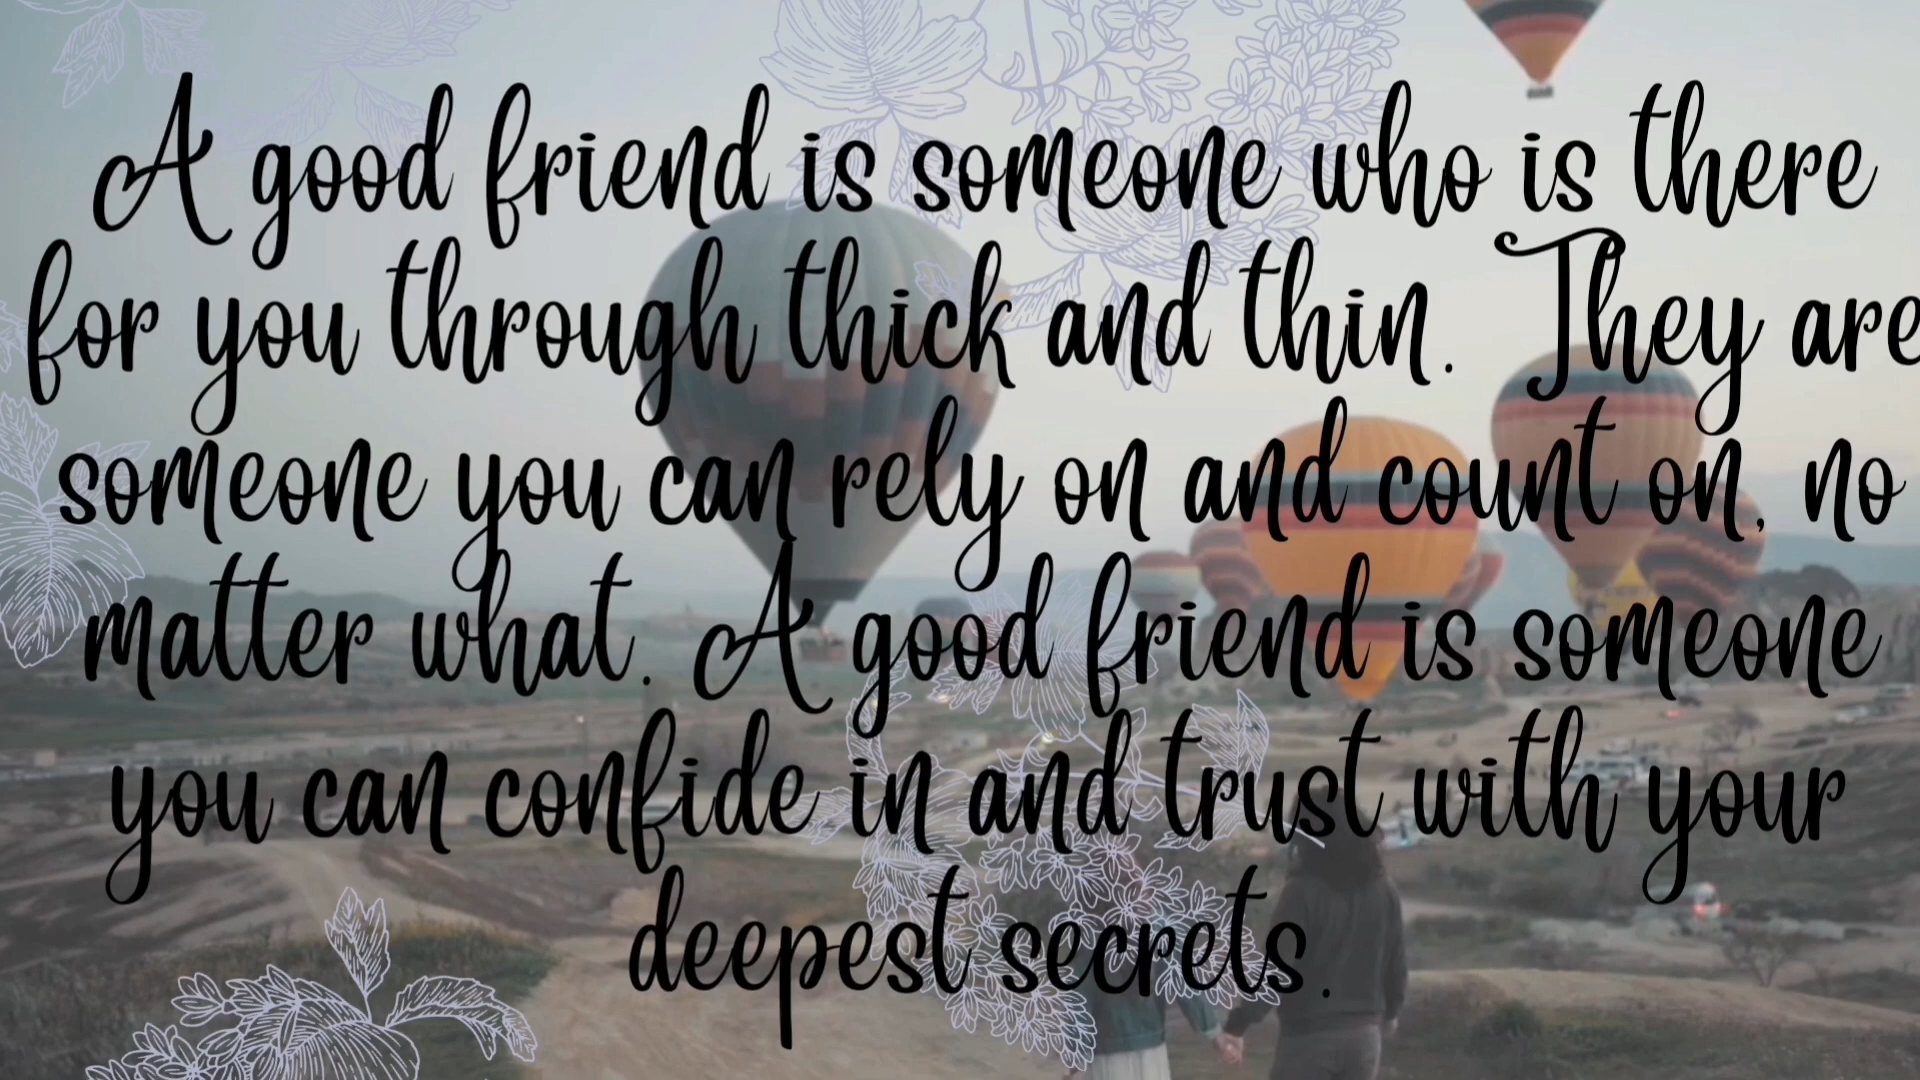 A good friend is someone who is there
for you through thick and thin. They are
someone you can rely on and count on, no
matter what. A good friend is someone
you can confide in and trust with your
deepest secrets.